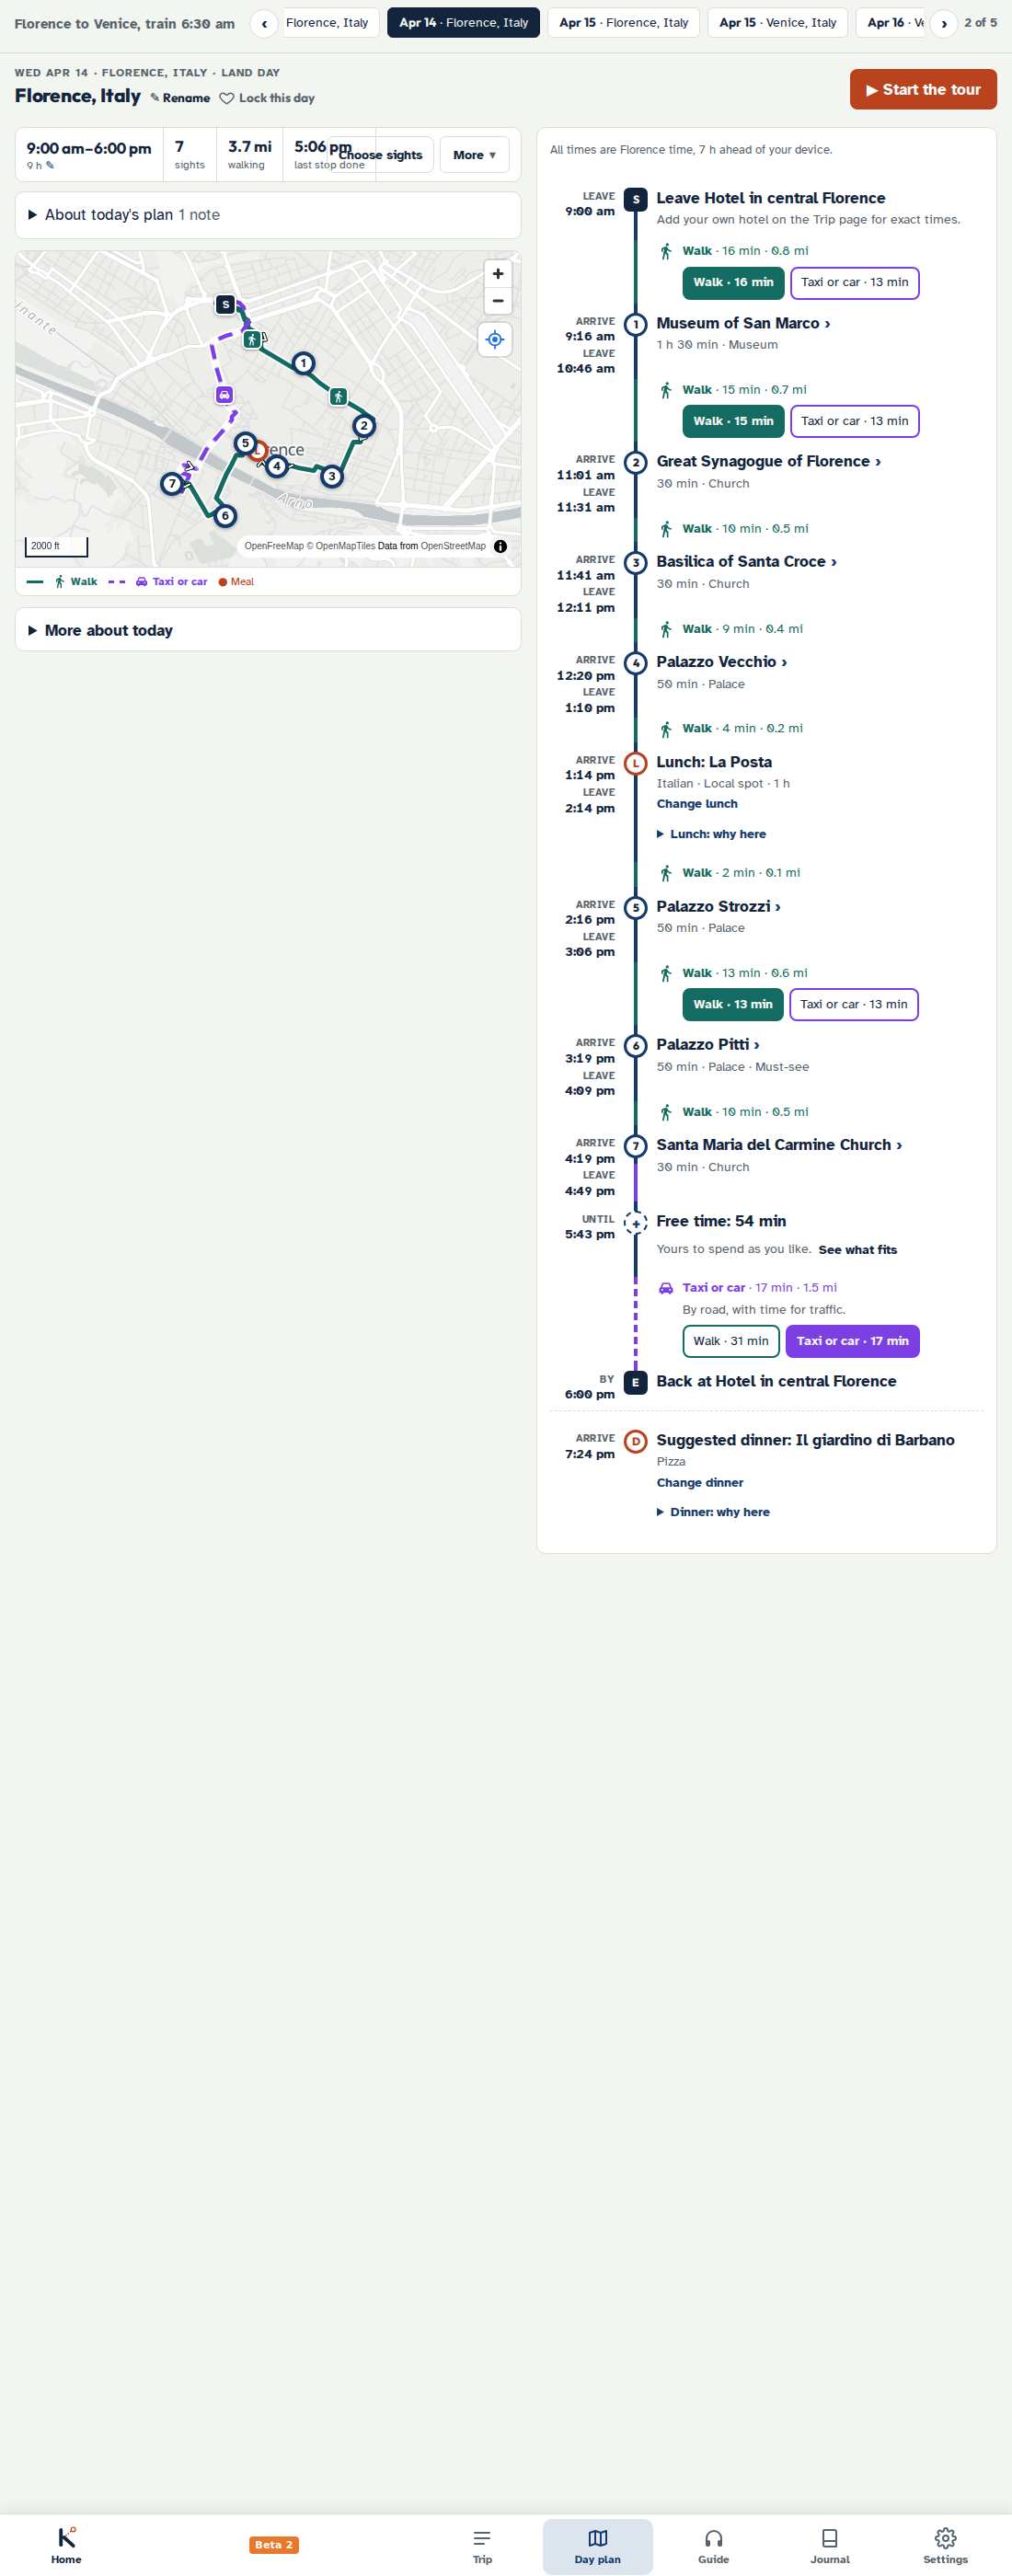 Florence to Venice, train 6:30 am
‹
Florence, Italy
Apr 14 · Florence, Italy
Apr 15 · Florence, Italy
Apr 15 · Venice, Italy
Apr 16 · Ve
›
2 of 5
WED APR 14 · FLORENCE, ITALY · LAND DAY
Florence, Italy ✎ Rename Lock this day
▶ Start the tour
9:00 am–6:00 pm
9 h ✎
7
sights
3.7 mi
walking
5:06 pm
last stop done
Choose sights
More ▼
▶ About today's plan 1 note
S
1
2
3
4
5
6
7
L
rence
Arno
+
−
2000 ft
OpenFreeMap © OpenMapTiles Data from OpenStreetMap
Walk Taxi or car Meal
▶ More about today
All times are Florence time, 7 h ahead of your device.
LEAVE
9:00 am
S
Leave Hotel in central Florence
Add your own hotel on the Trip page for exact times.
Walk · 16 min · 0.8 mi
Walk · 16 min
Taxi or car · 13 min
ARRIVE
9:16 am
LEAVE
10:46 am
1
Museum of San Marco ›
1 h 30 min · Museum
Walk · 15 min · 0.7 mi
Walk · 15 min
Taxi or car · 13 min
ARRIVE
11:01 am
LEAVE
11:31 am
2
Great Synagogue of Florence ›
30 min · Church
Walk · 10 min · 0.5 mi
ARRIVE
11:41 am
LEAVE
12:11 pm
3
Basilica of Santa Croce ›
30 min · Church
Walk · 9 min · 0.4 mi
ARRIVE
12:20 pm
LEAVE
1:10 pm
4
Palazzo Vecchio ›
50 min · Palace
Walk · 4 min · 0.2 mi
ARRIVE
1:14 pm
LEAVE
2:14 pm
L
Lunch: La Posta
Italian · Local spot · 1 h
Change lunch
▶ Lunch: why here
Walk · 2 min · 0.1 mi
ARRIVE
2:16 pm
LEAVE
3:06 pm
5
Palazzo Strozzi ›
50 min · Palace
Walk · 13 min · 0.6 mi
Walk · 13 min
Taxi or car · 13 min
ARRIVE
3:19 pm
LEAVE
4:09 pm
6
Palazzo Pitti ›
50 min · Palace · Must-see
Walk · 10 min · 0.5 mi
ARRIVE
4:19 pm
LEAVE
4:49 pm
7
Santa Maria del Carmine Church ›
30 min · Church
UNTIL
5:43 pm
+
Free time: 54 min
Yours to spend as you like. See what fits
Taxi or car · 17 min · 1.5 mi
By road, with time for traffic.
Walk · 31 min
Taxi or car · 17 min
BY
6:00 pm
E
Back at Hotel in central Florence
ARRIVE
7:24 pm
D
Suggested dinner: Il giardino di Barbano
Pizza
Change dinner
▶ Dinner: why here
Home
Beta 2
Trip
Day plan
Guide
Journal
Settings